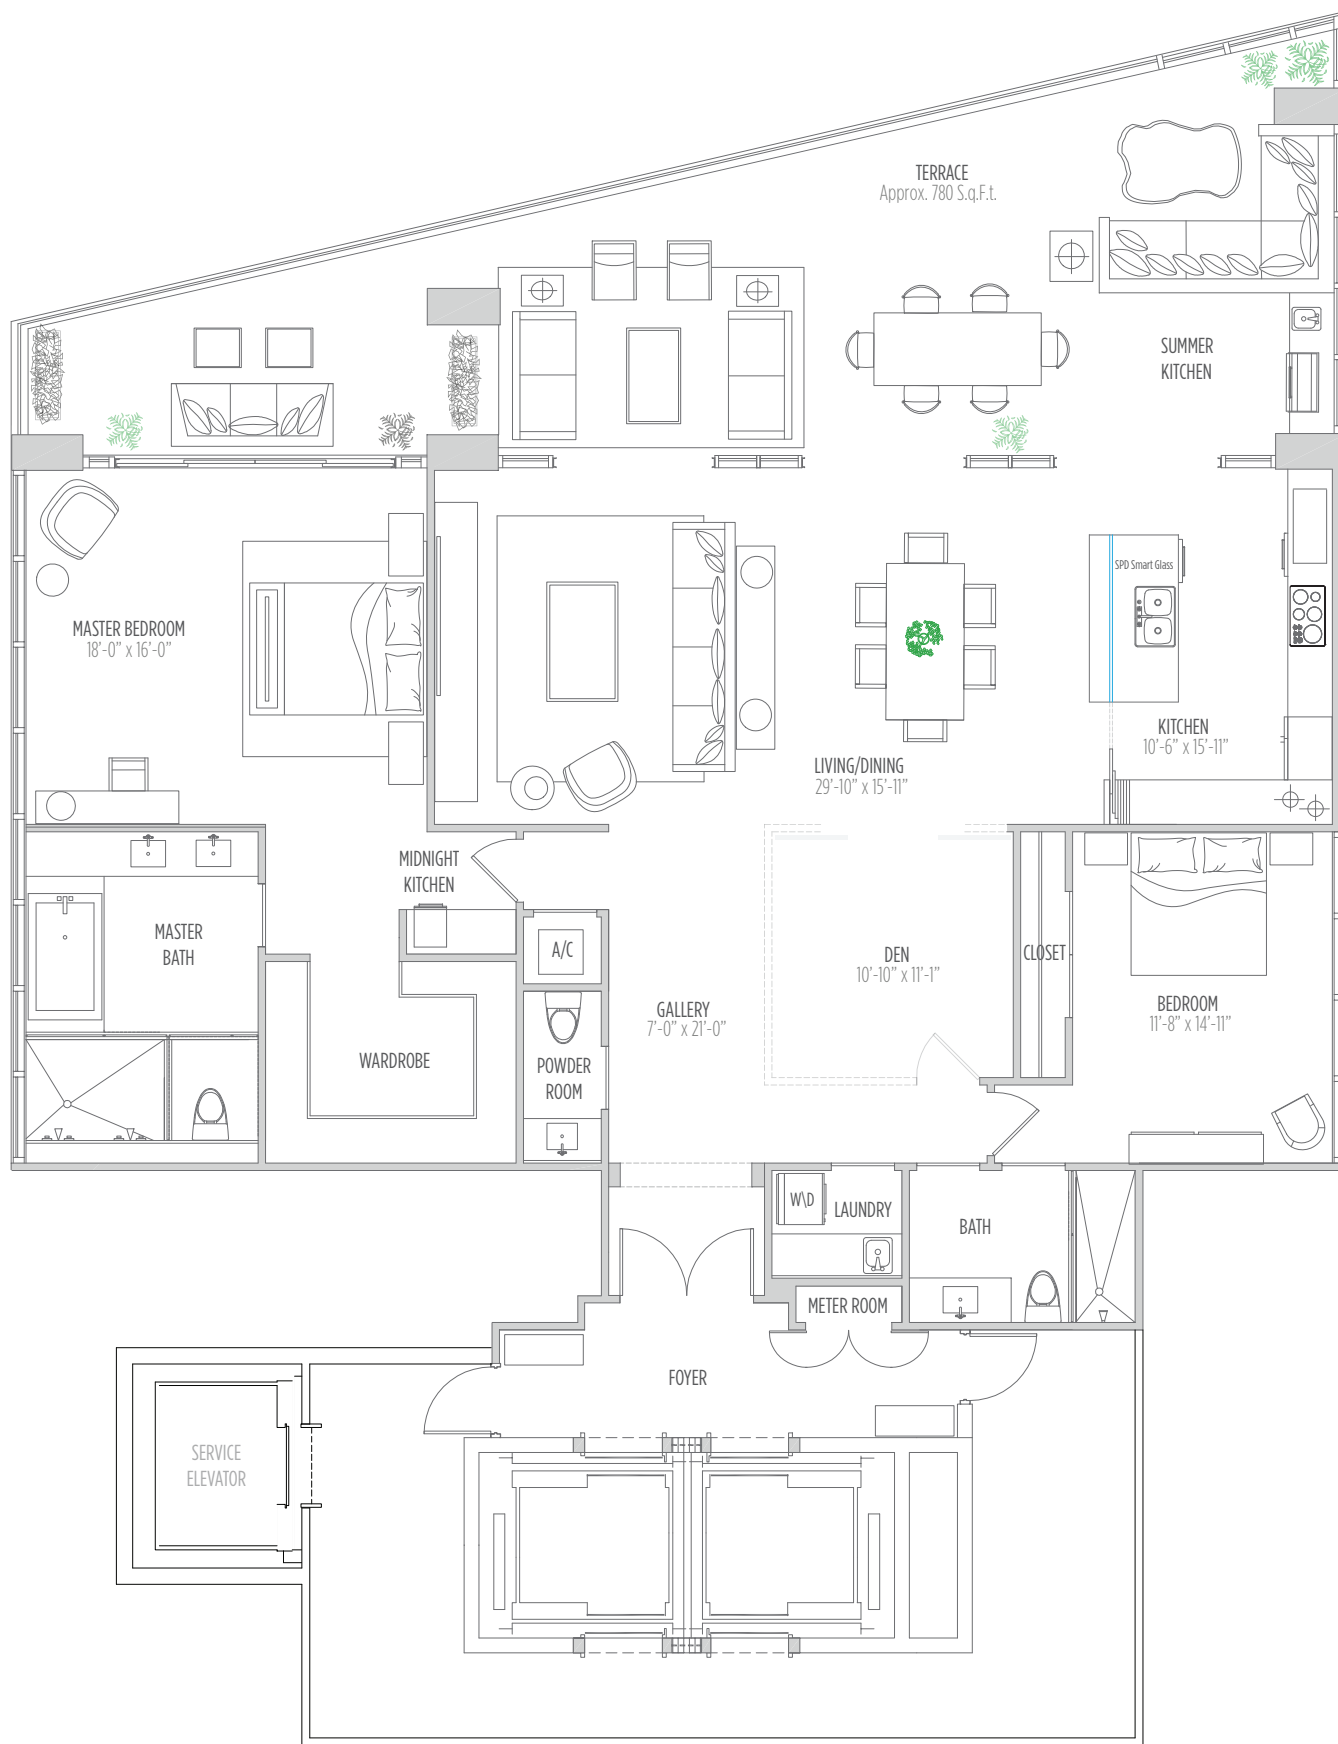 TERRACE
Approx. 780 S.q.F.t.
SUMMER
KITCHEN
SPD Smart Glass
MASTER BEDROOM
18'-0" x 16'-0"
KITCHEN
10'-6" x 15'-11"
LIVING/DINING
29'-10" x 15'-11"
MIDNIGHT
KITCHEN
MASTER
BATH
A/C
DEN
10'-10" x 11'-1"
CLOSET
GALLERY
7'-0" x 21'-0"
BEDROOM
11'-8" x 14'-11"
WARDROBE
POWDER
ROOM
W\D
LAUNDRY
BATH
METER ROOM
FOYER
SERVICE
ELEVATOR